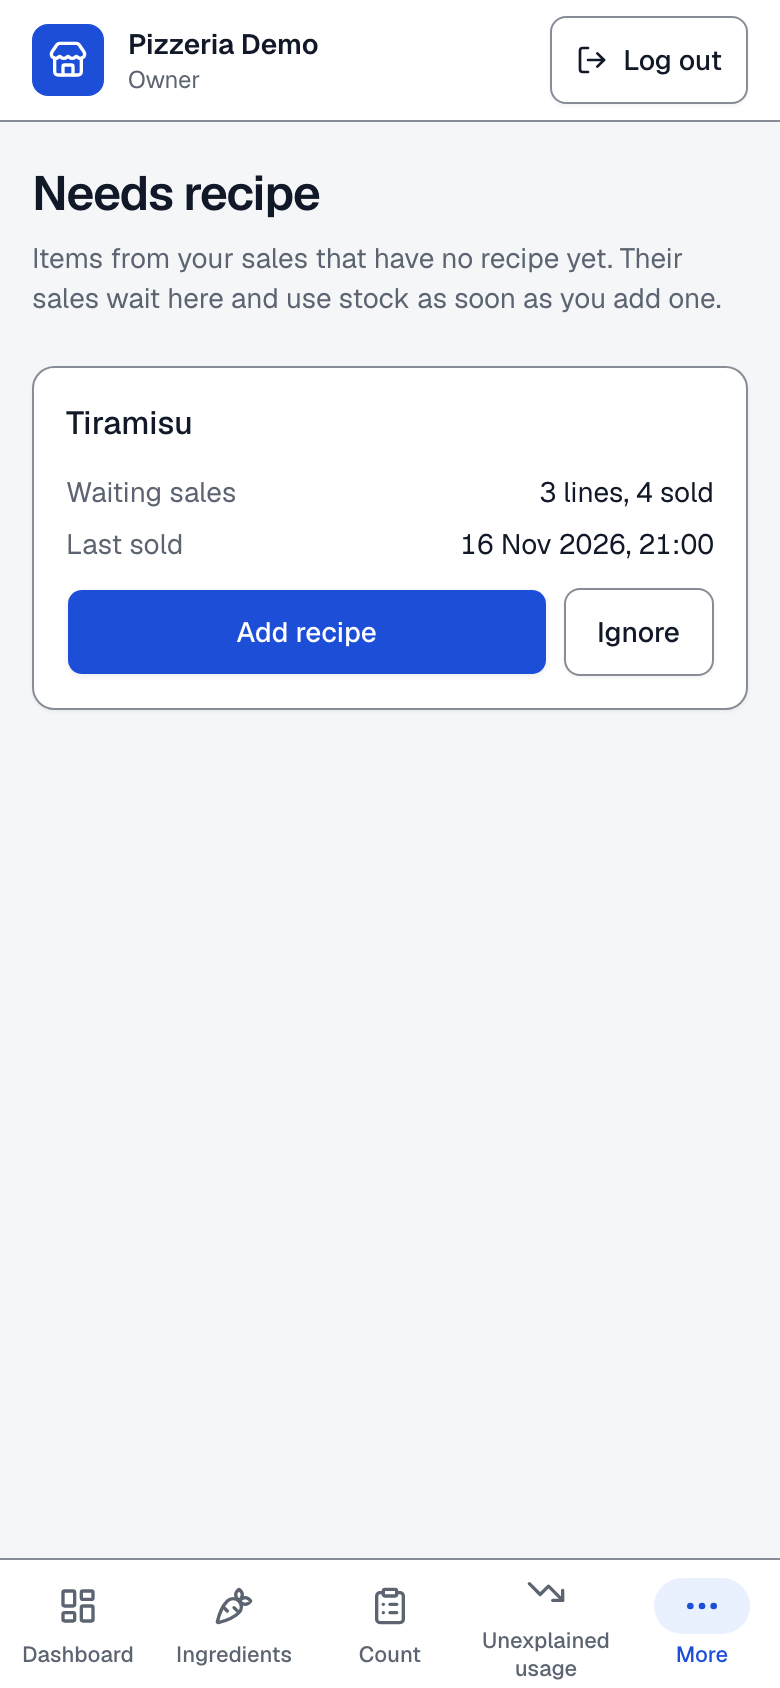 Pizzeria Demo
Owner
Log out
Needs recipe
Items from your sales that have no recipe yet. Their
sales wait here and use stock as soon as you add one.
Tiramisu
Waiting sales 3 lines, 4 sold
Last sold 16 Nov 2026, 21:00
Add recipe Ignore
Dashboard
Ingredients
Count
Unexplained
usage
More